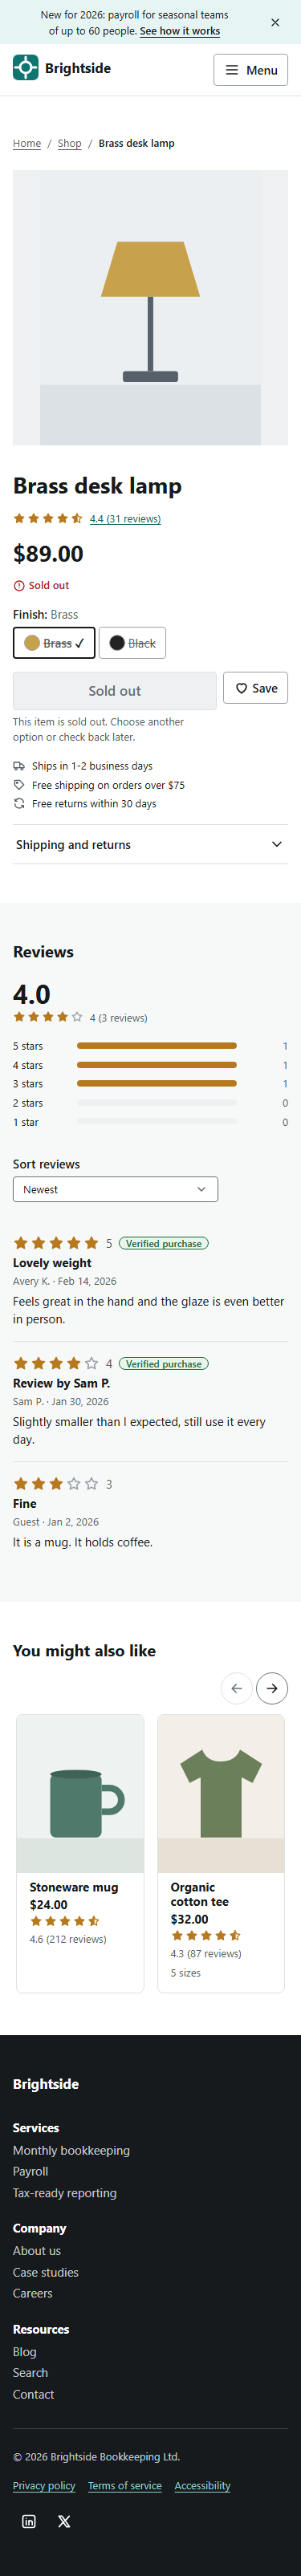 New for 2026: payroll for seasonal teams
of up to 60 people. See how it works
Brightside
Menu
Home / Shop / Brass desk lamp
Brass desk lamp
4.4 (31 reviews)
$89.00
Sold out
Finish: Brass
Brass
Black
Sold out
Save
This item is sold out. Choose another
option or check back later.
Ships in 1-2 business days
Free shipping on orders over $75
Free returns within 30 days
Shipping and returns
Reviews
4.0
4 (3 reviews)
5 stars 1
4 stars 1
3 stars 1
2 stars 0
1 star 0
Sort reviews
Newest
5 Verified purchase
Lovely weight
Avery K. · Feb 14, 2026
Feels great in the hand and the glaze is even better
in person.
4 Verified purchase
Review by Sam P.
Sam P. · Jan 30, 2026
Slightly smaller than I expected, still use it every
day.
3
Fine
Guest · Jan 2, 2026
It is a mug. It holds coffee.
You might also like
Stoneware mug
$24.00
4.6 (212 reviews)
Organic
cotton tee
$32.00
4.3 (87 reviews)
5 sizes
Brightside
Services
Monthly bookkeeping
Payroll
Tax-ready reporting
Company
About us
Case studies
Careers
Resources
Blog
Search
Contact
© 2026 Brightside Bookkeeping Ltd.
Privacy policy Terms of service Accessibility